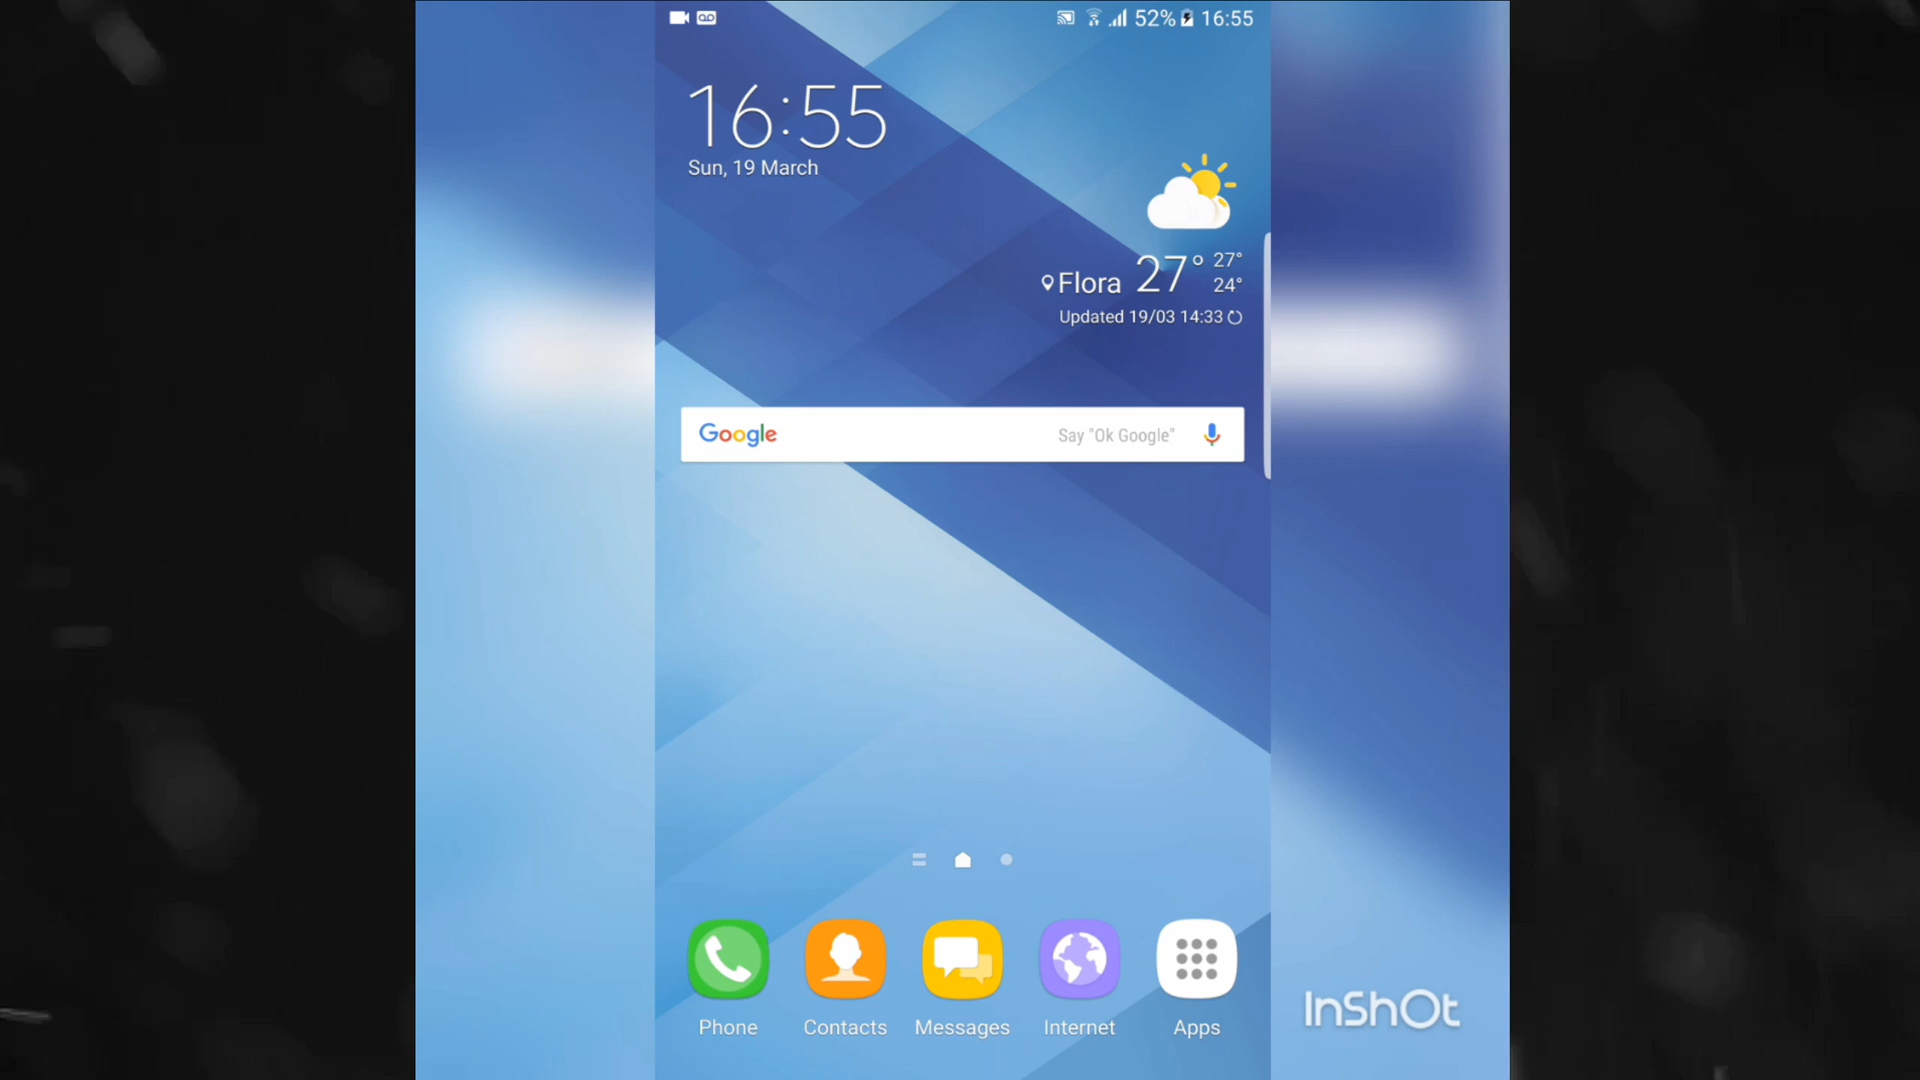 52% 16:55
16:55
Sun, 19 March
Flora 27° 27°
24°
Updated 19/03 14:33
Google Say "Ok Google"
Phone Contacts Messages Internet Apps
InShOt